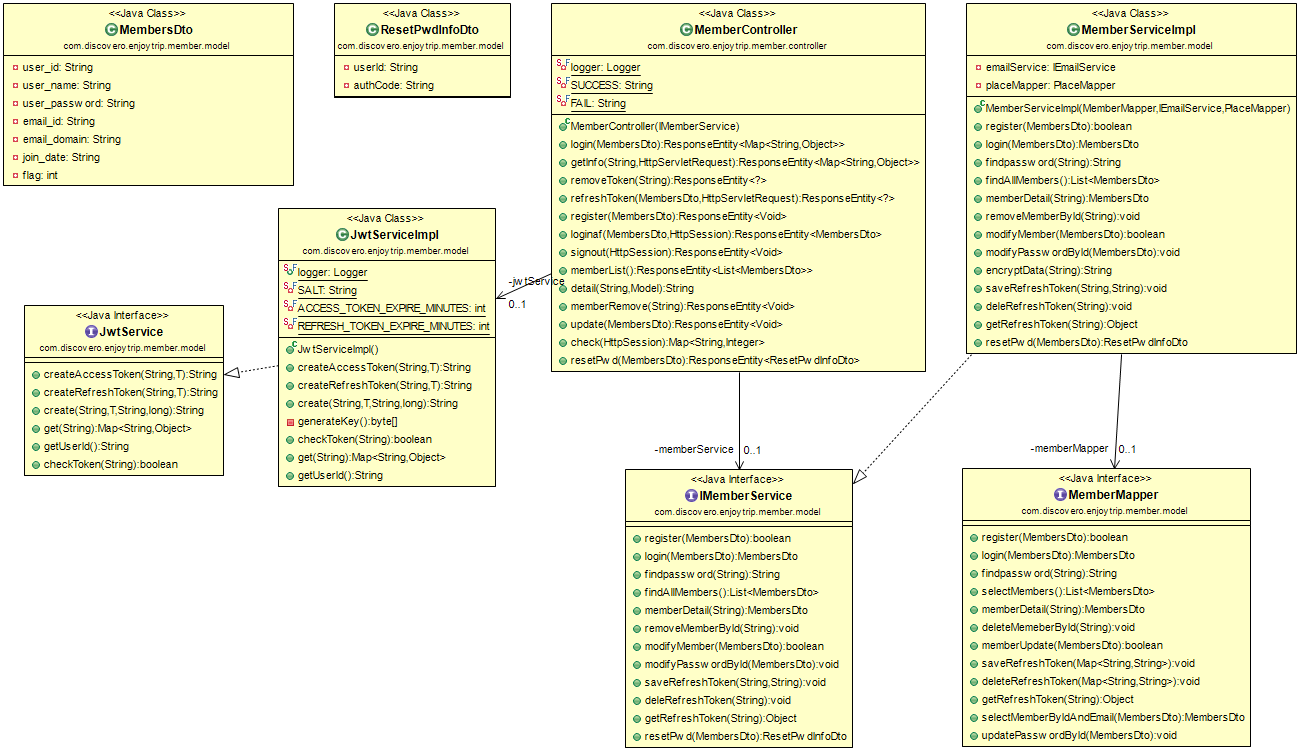 <<Java Class>>
MembersDto
com.discovero.enjoytrip.member.model
user_id: String
user_name: String
user_password: String
email_id: String
email_domain: String
join_date: String
flag: int
<<Java Class>>
ResetPwdInfoDto
com.discovero.enjoytrip.member.model
userId: String
authCode: String
<<Java Class>>
MemberController
com.discovero.enjoytrip.member.controller
logger: Logger
SUCCESS: String
FAIL: String
MemberController(IMemberService)
login(MembersDto):ResponseEntity<Map<String,Object>>
getInfo(String,HttpServletRequest):ResponseEntity<Map<String,Object>>
removeToken(String):ResponseEntity<?>
refreshToken(MembersDto,HttpServletRequest):ResponseEntity<?>
register(MembersDto):ResponseEntity<Void>
loginaf(MembersDto,HttpSession):ResponseEntity<MembersDto>
signout(HttpSession):ResponseEntity<Void>
memberList():ResponseEntity<List<MembersDto>>
detail(String,Model):String
memberRemove(String):ResponseEntity<Void>
update(MembersDto):ResponseEntity<Void>
check(HttpSession):Map<String,Integer>
resetPwd(MembersDto):ResponseEntity<ResetPwdInfoDto>
<<Java Class>>
MemberServiceImpl
com.discovero.enjoytrip.member.model
emailService: IEmailService
placeMapper: PlaceMapper
MemberServiceImpl(MemberMapper,IEmailService,PlaceMapper)
register(MembersDto):boolean
login(MembersDto):MembersDto
findpassword(String):String
findAllMembers():List<MembersDto>
memberDetail(String):MembersDto
removeMemberById(String):void
modifyMember(MembersDto):boolean
modifyPasswordById(MembersDto):void
encryptData(String):String
saveRefreshToken(String,String):void
deleRefreshToken(String):void
getRefreshToken(String):Object
resetPwd(MembersDto):ResetPwdInfoDto
<<Java Class>>
JwtServiceImpl
com.discovero.enjoytrip.member.model
logger: Logger
SALT: String
ACCESS_TOKEN_EXPIRE_MINUTES: int
REFRESH_TOKEN_EXPIRE_MINUTES: int
JwtServiceImpl()
createAccessToken(String,T):String
createRefreshToken(String,T):String
create(String,T,String,long):String
generateKey():byte[]
checkToken(String):boolean
get(String):Map<String,Object>
getUserId():String
-jwtService
0..1
<<Java Interface>>
JwtService
com.discovero.enjoytrip.member.model
createAccessToken(String,T):String
createRefreshToken(String,T):String
create(String,T,String,long):String
get(String):Map<String,Object>
getUserId():String
checkToken(String):boolean
-memberService
0..1
-memberMapper
0..1
<<Java Interface>>
IMemberService
com.discovero.enjoytrip.member.model
register(MembersDto):boolean
login(MembersDto):MembersDto
findpassword(String):String
findAllMembers():List<MembersDto>
memberDetail(String):MembersDto
removeMemberById(String):void
modifyMember(MembersDto):boolean
modifyPasswordById(MembersDto):void
saveRefreshToken(String,String):void
deleRefreshToken(String):void
getRefreshToken(String):Object
resetPwd(MembersDto):ResetPwdInfoDto
<<Java Interface>>
MemberMapper
com.discovero.enjoytrip.member.model
register(MembersDto):boolean
login(MembersDto):MembersDto
findpassword(String):String
selectMembers():List<MembersDto>
memberDetail(String):MembersDto
deleteMemeberById(String):void
memberUpdate(MembersDto):boolean
saveRefreshToken(Map<String,String>):void
deleteRefreshToken(Map<String,String>):void
getRefreshToken(String):Object
selectMemberByIdAndEmail(MembersDto):MembersDto
updatePasswordById(MembersDto):void